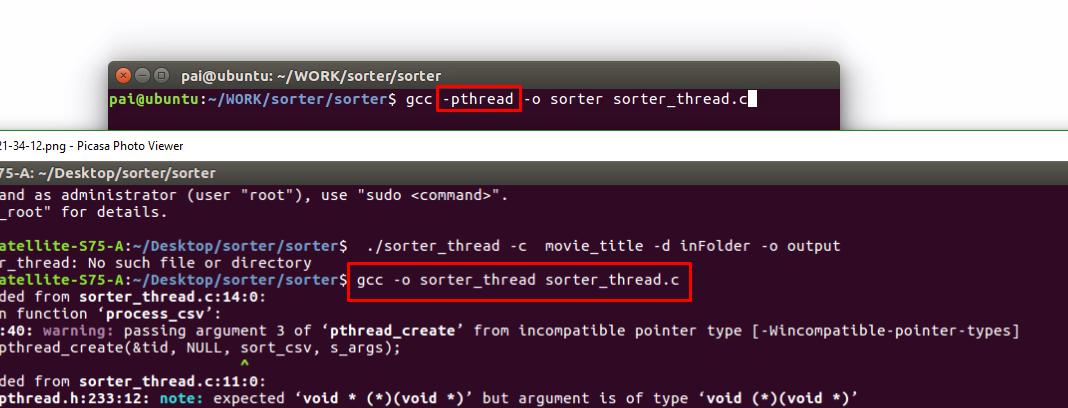 pai@ubuntu: ~/WORK/sorter/sorter
pai@ubuntu:~/WORK/sorter/sorter$ gcc -pthread -o sorter sorter_thread.c
21-34-12.png - Picasa Photo Viewer
75-A: ~/Desktop/sorter/sorter
and as administrator (user "root"), use "sudo <command>".
_root" for details.
atellite-S75-A:~/Desktop/sorter/sorter$  ./sorter_thread -c  movie_title -d inFolder -o output
r_thread: No such file or directory
atellite-S75-A:~/Desktop/sorter/sorter$ gcc -o sorter_thread sorter_thread.c
ded from sorter_thread.c:14:0:
n function ‘process_csv’:
:40: warning: passing argument 3 of ‘pthread_create’ from incompatible pointer type [-Wincompatible-pointer-types]
pthread_create(&tid, NULL, sort_csv, s_args);
^
ded from sorter_thread.c:11:0:
pthread.h:233:12: note: expected ‘void * (*)(void *)’ but argument is of type ‘void (*)(void *)’